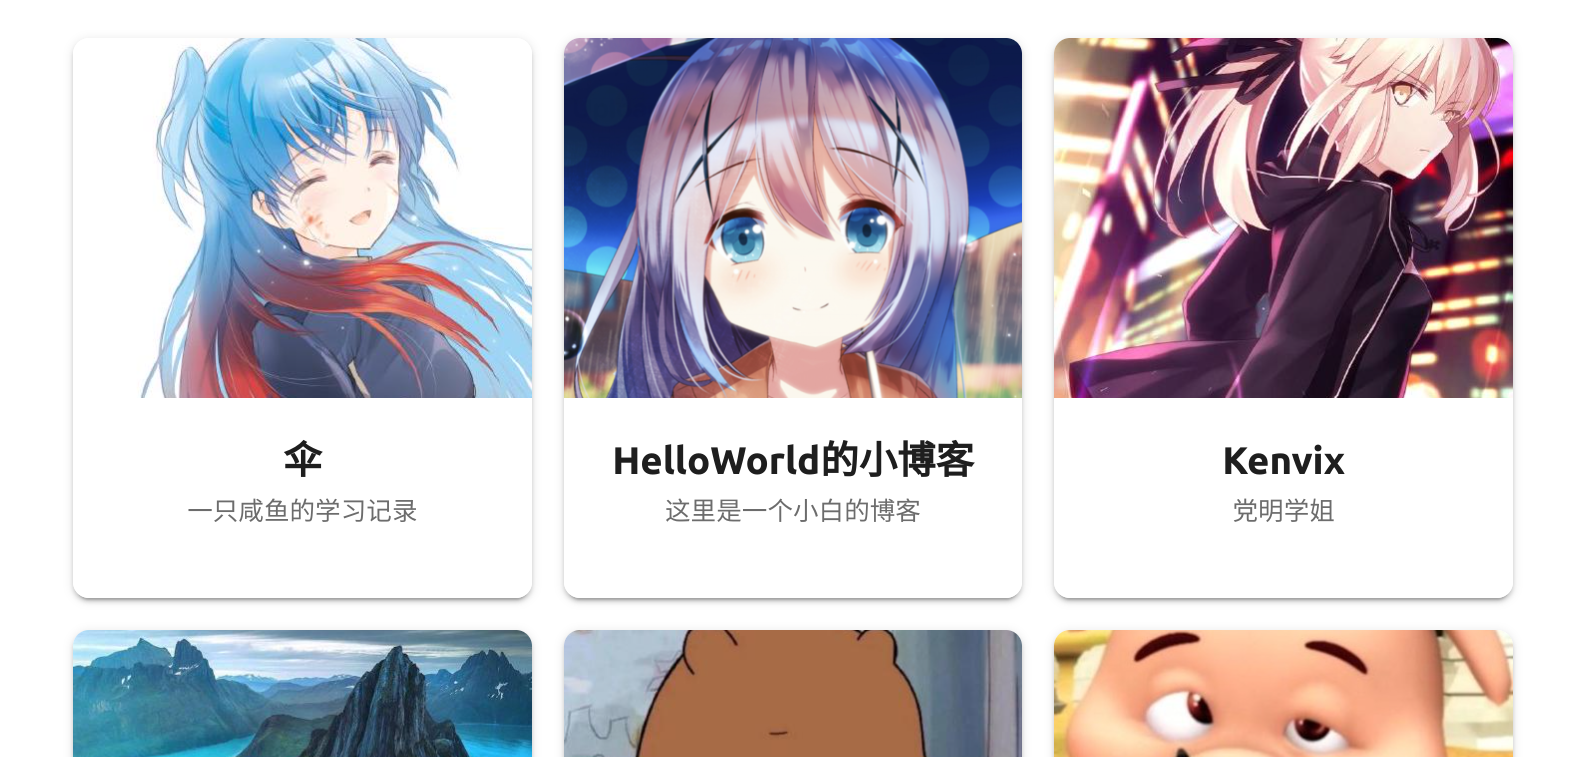 伞
一只咸鱼的学习记录
HelloWorld的小博客
这里是一个小白的博客
Kenvix
党明学姐